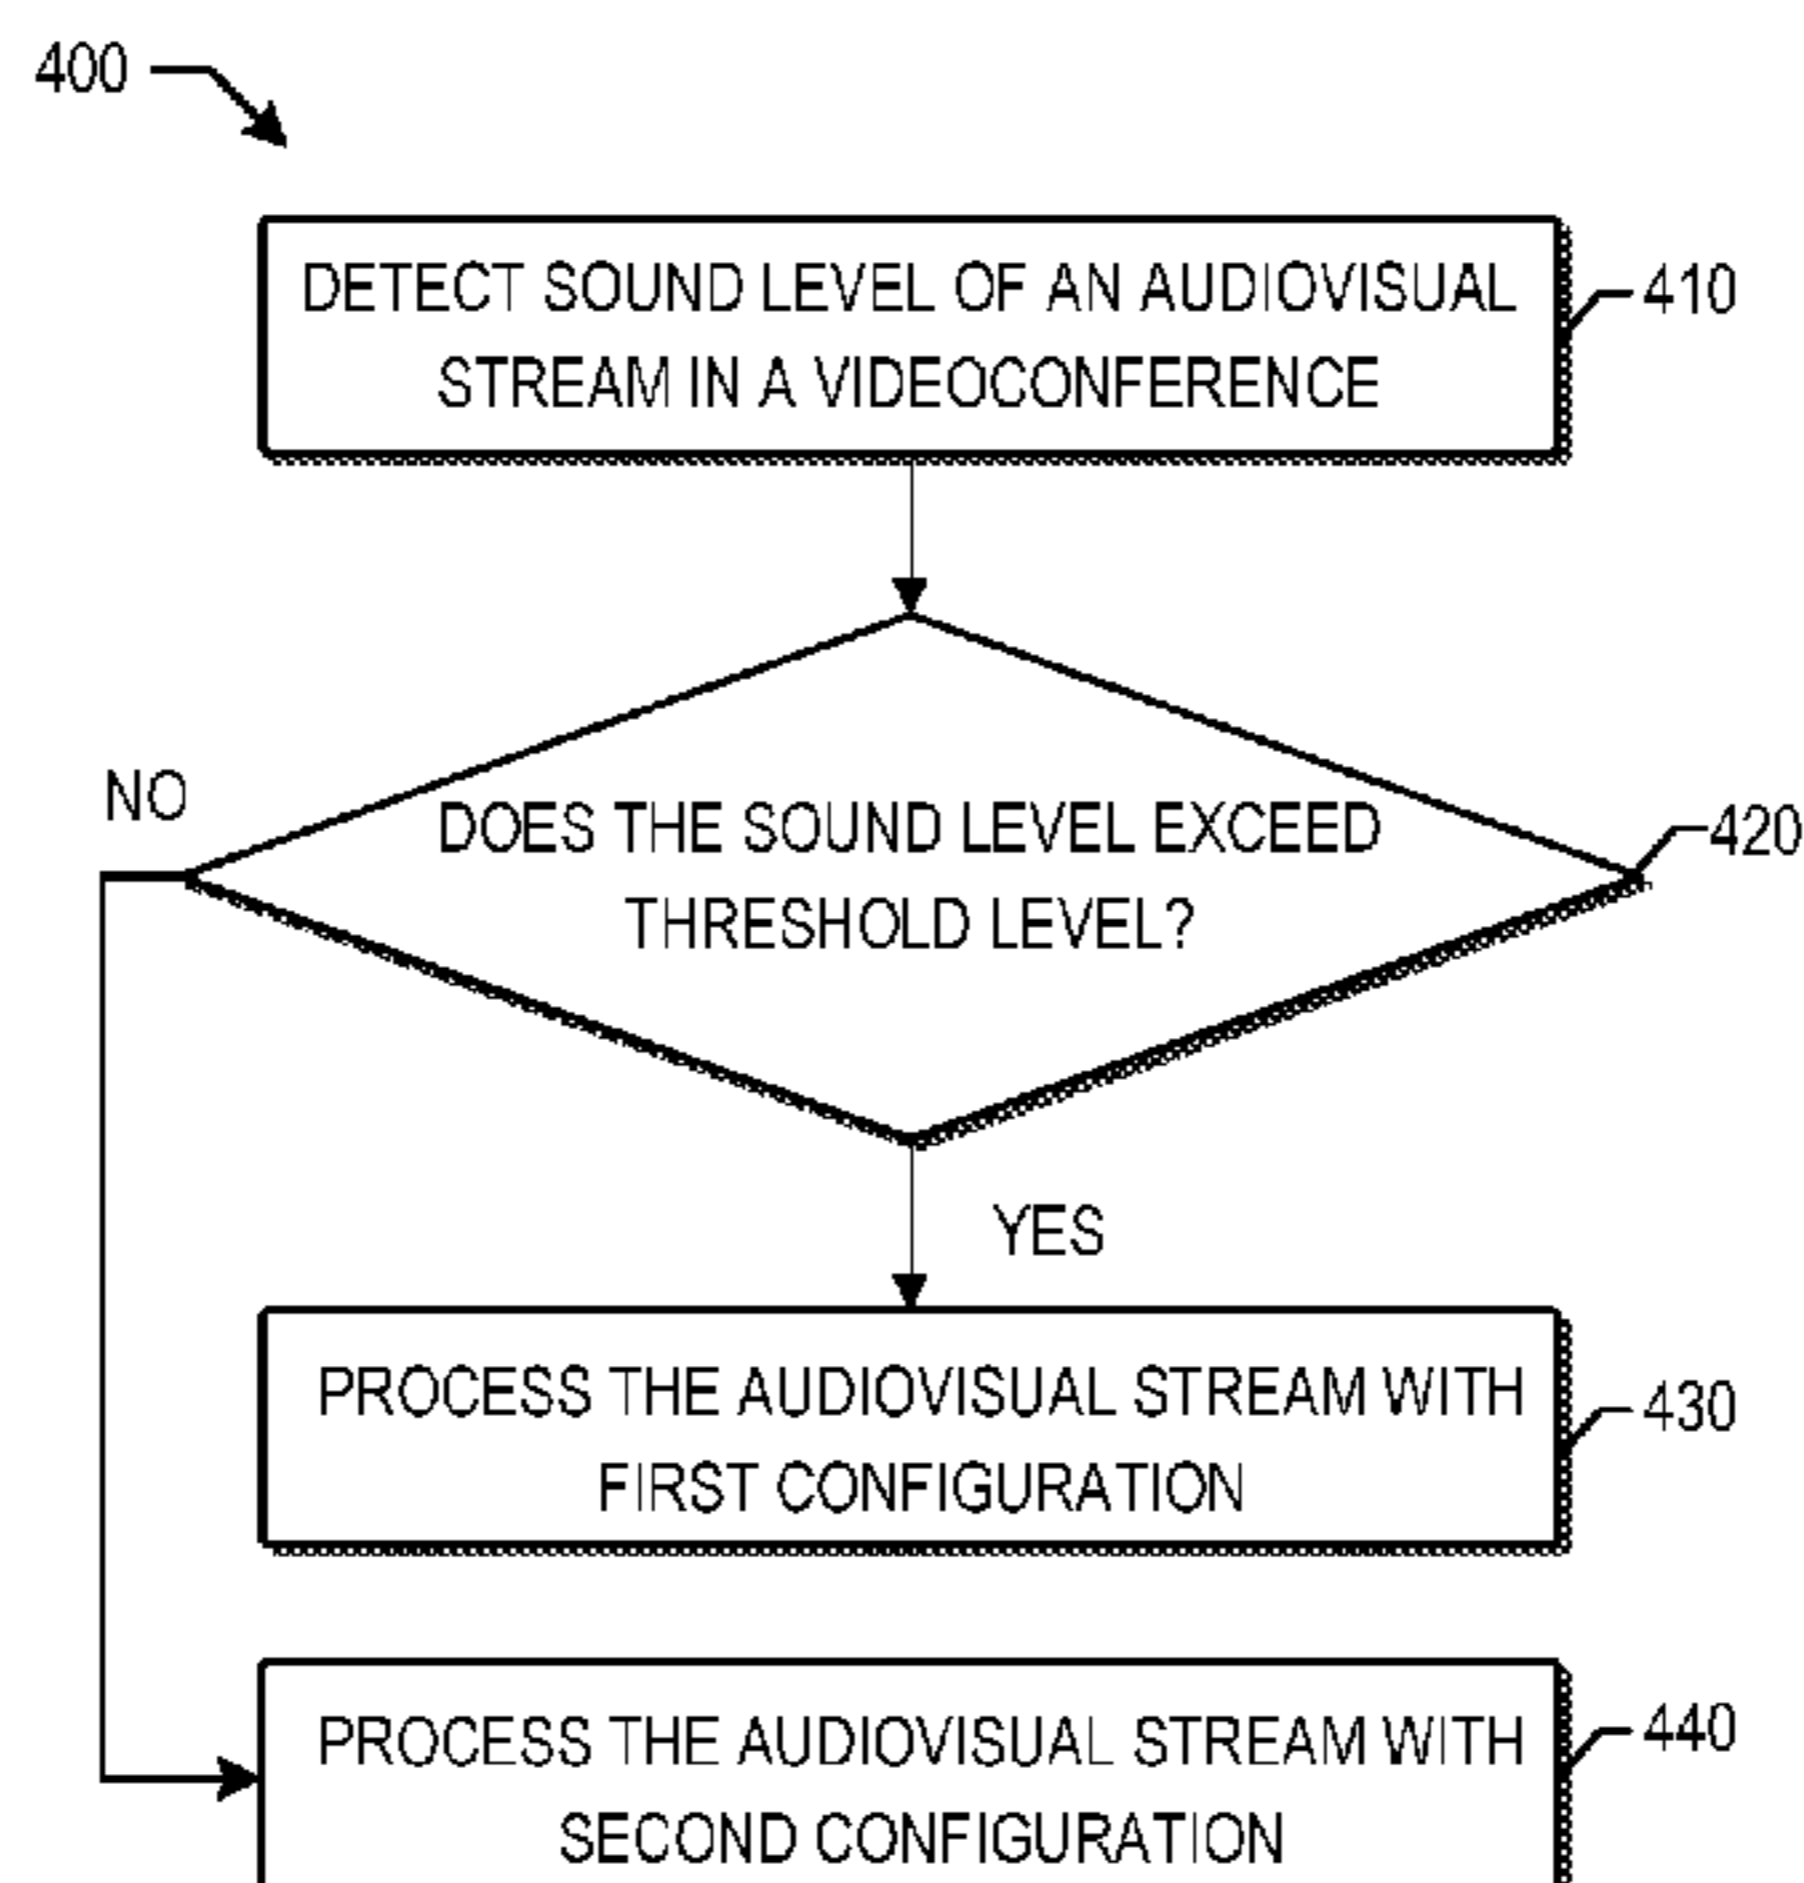 400
DETECT SOUND LEVEL OF AN AUDIOVISUAL
STREAM IN A VIDEOCONFERENCE
410
NO
DOES THE SOUND LEVEL EXCEED
THRESHOLD LEVEL?
420
YES
PROCESS THE AUDIOVISUAL STREAM WITH
FIRST CONFIGURATION
430
PROCESS THE AUDIOVISUAL STREAM WITH
SECOND CONFIGURATION
440